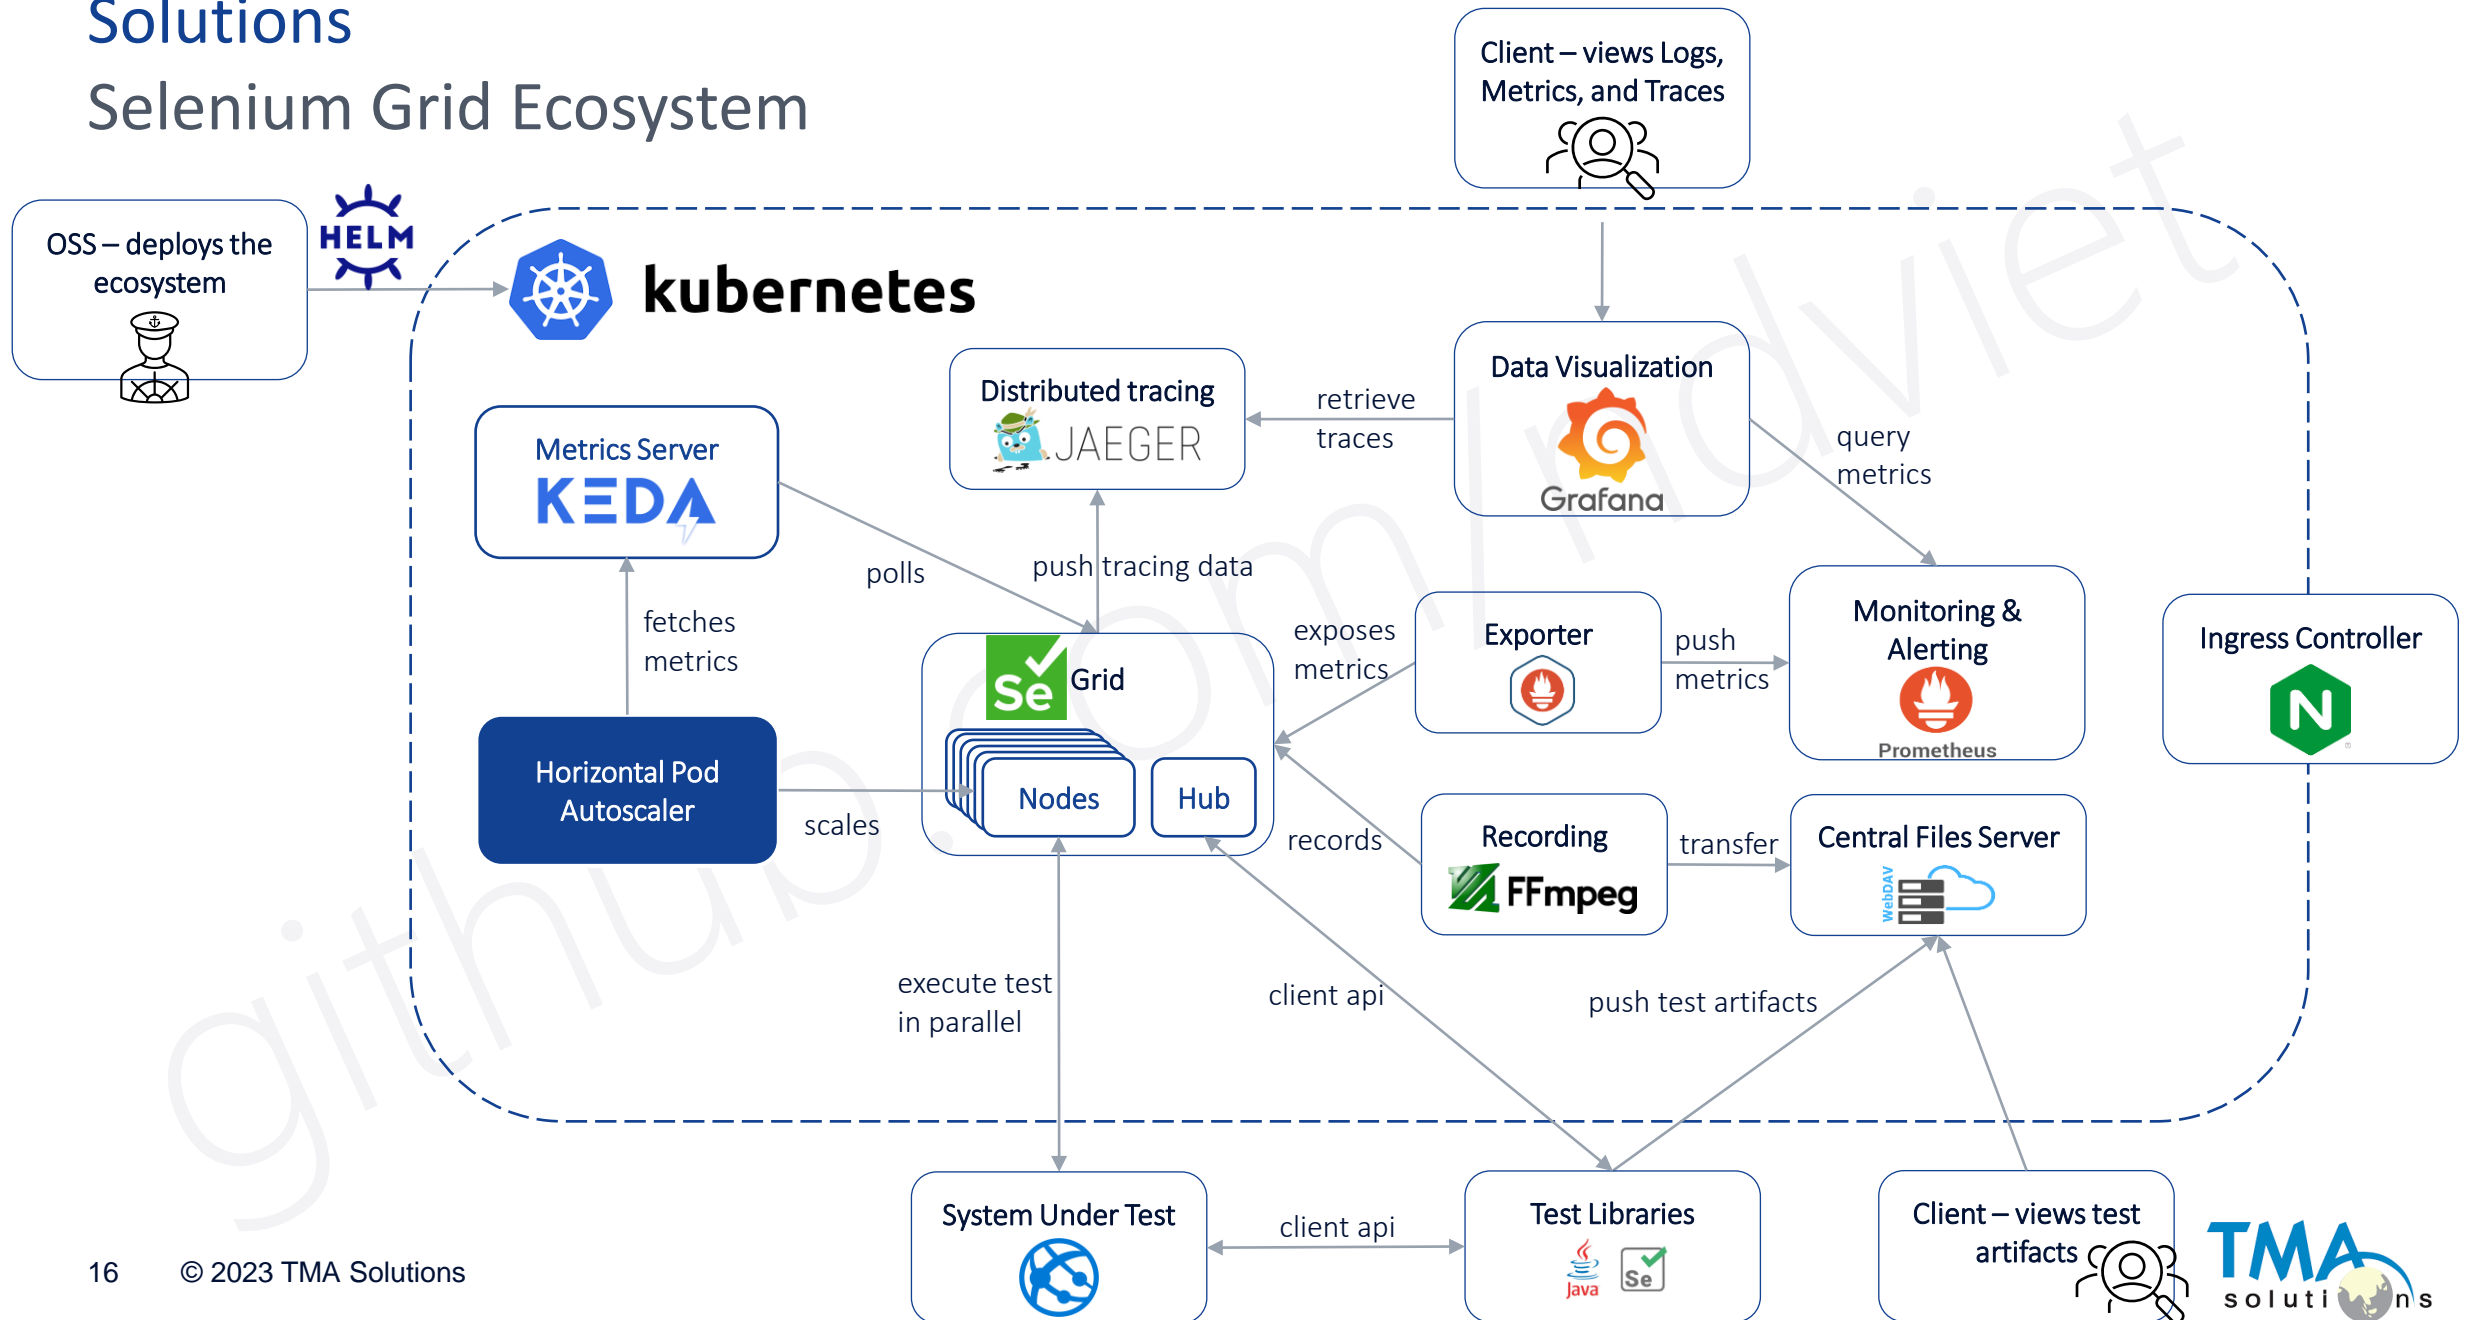 Solutions
Selenium Grid Ecosystem
Client – views Logs,
Metrics, and Traces
OSS – deploys the
ecosystem
HELM
kubernetes
Data Visualization
Grafana
Distributed tracing
JAEGER
retrieve
traces
query
metrics
Metrics Server
KEDA
polls
push tracing data
fetches
metrics
exposes
metrics
Exporter
push
metrics
Monitoring &
Alerting
Prometheus
Ingress Controller
N
Se
Grid
Nodes
Hub
Horizontal Pod
Autoscaler
scales
records
Recording
FFmpeg
transfer
Central Files Server
WebDAV
execute test
in parallel
client api
push test artifacts
System Under Test
client api
Test Libraries
Java
Se
Client – views test
artifacts
TMA
solutions
16
© 2023 TMA Solutions
github.com/ndviet